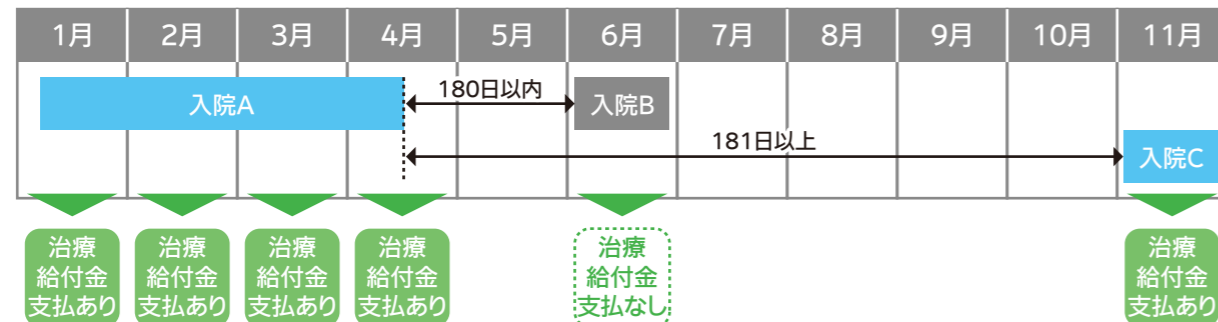 1月 2月 3月 4月 5月 6月 7月 8月 9月 10月 11月
入院A 180日以内 入院B
181日以上 入院C
治療 治療 治療 治療 治療 治療
給付金 給付金 給付金 給付金 給付金 給付金
支払あり 支払あり 支払あり 支払あり 支払なし 支払あり